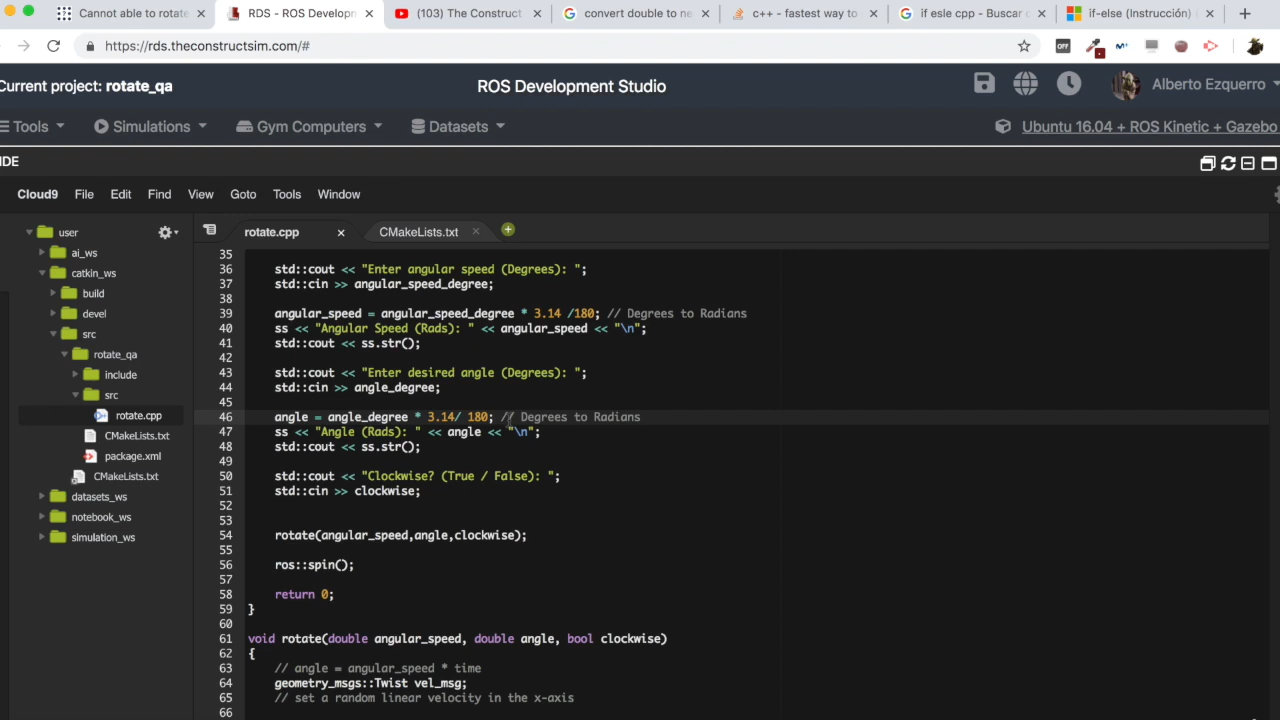 Cannot able to rotate
RDS - ROS Developm
(103) The Construct
convert double to ne
c++ - fastest way to
if esle cpp - Buscar c
if-else (Instrucción)
https://rds.theconstructsim.com/#
OFF
Current project: rotate_qa
ROS Development Studio
Alberto Ezquerro
Tools
Simulations
Gym Computers
Datasets
Ubuntu 16.04 + ROS Kinetic + Gazebo
IDE
Cloud9 File Edit Find View Goto Tools Window
user
ai_ws
catkin_ws
build
devel
src
rotate_qa
include
src
rotate.cpp
CMakeLists.txt
package.xml
CMakeLists.txt
datasets_ws
notebook_ws
simulation_ws
rotate.cpp
CMakeLists.txt
35
36 std::cout << "Enter angular speed (Degrees): ";
37 std::cin >> angular_speed_degree;
38
39 angular_speed = angular_speed_degree * 3.14 /180; // Degrees to Radians
40 ss << "Angular Speed (Rads): " << angular_speed << "\n";
41 std::cout << ss.str();
42
43 std::cout << "Enter desired angle (Degrees): ";
44 std::cin >> angle_degree;
45
46 angle = angle_degree * 3.14/ 180; // Degrees to Radians
47 ss << "Angle (Rads): " << angle << "\n";
48 std::cout << ss.str();
49
50 std::cout << "Clockwise? (True / False): ";
51 std::cin >> clockwise;
52
53
54 rotate(angular_speed,angle,clockwise);
55
56 ros::spin();
57
58 return 0;
59 }
60
61 void rotate(double angular_speed, double angle, bool clockwise)
62 {
63 // angle = angular_speed * time
64 geometry_msgs::Twist vel_msg;
65 // set a random linear velocity in the x-axis
66